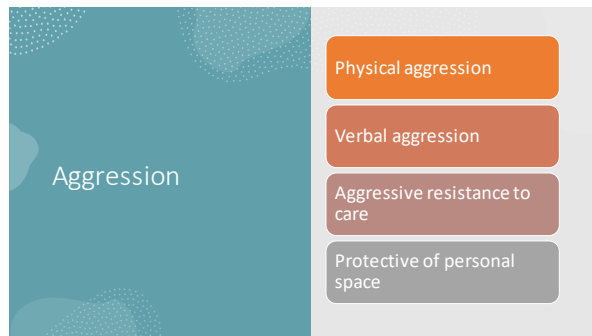 Aggression
Physical aggression
Verbal aggression
Aggressive resistance to
care
Protective of personal
space